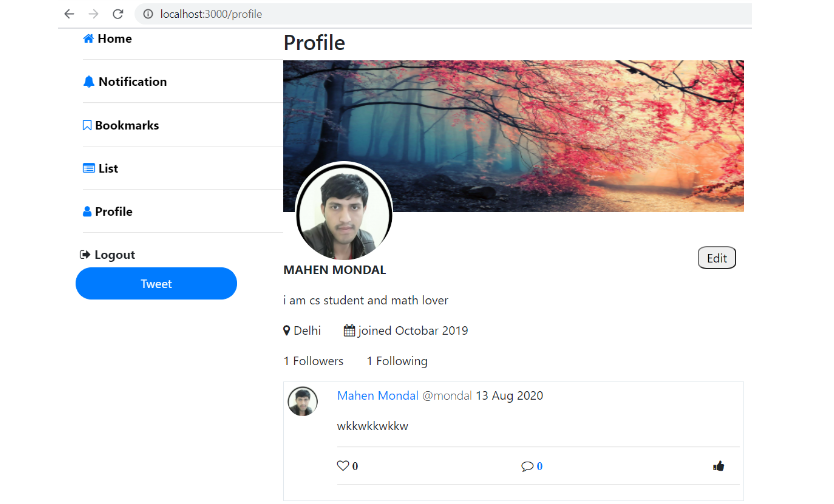 localhost:3000/profile
Home
Notification
Bookmarks
List
Profile
Logout
Tweet
Profile
MAHEN MONDAL
Edit
i am cs student and math lover
Delhi joined Octobar 2019
1 Followers 1 Following
Mahen Mondal @mondal 13 Aug 2020
wkkwkkwkkw
0 0